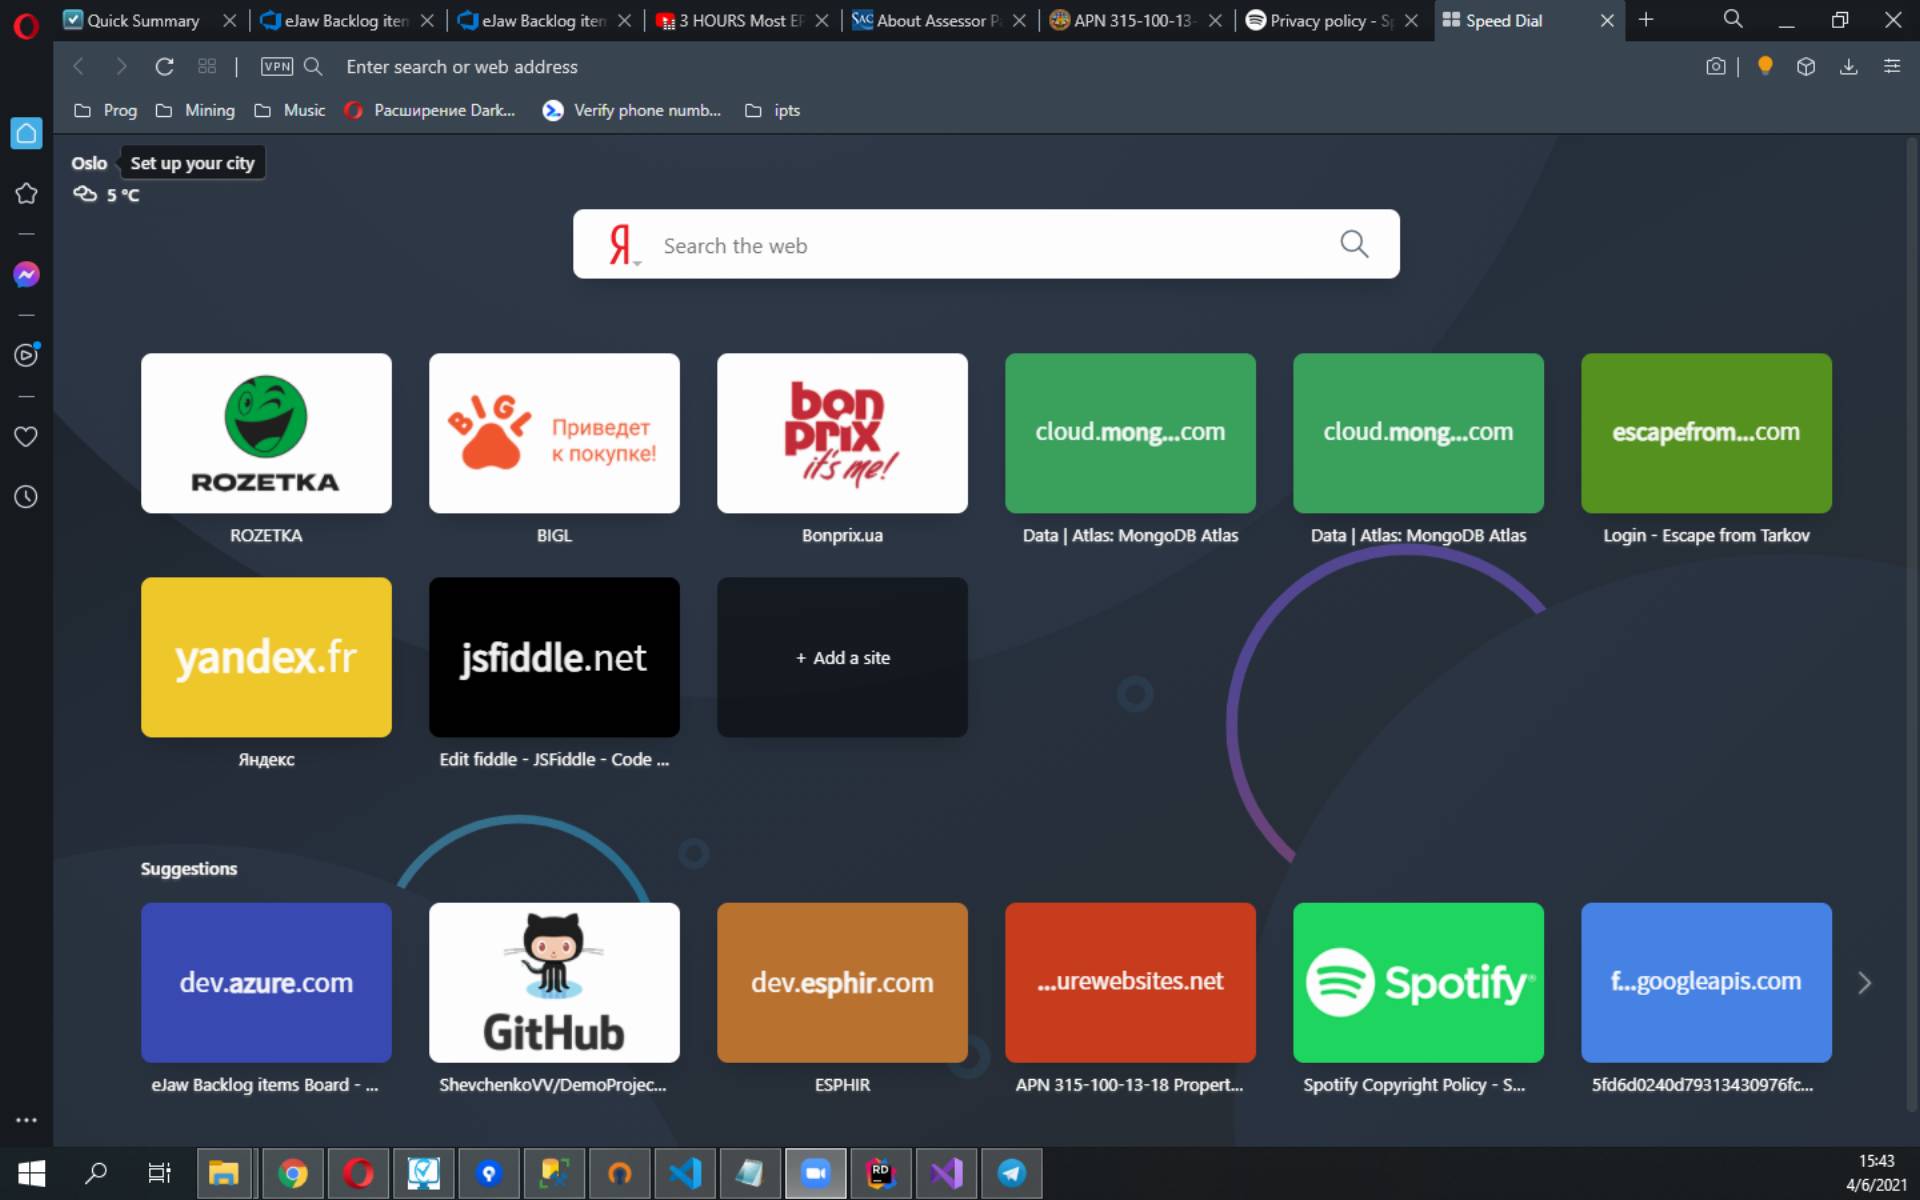 Quick Summary
eJaw Backlog iten
eJaw Backlog iten
3 HOURS Most EP
About Assessor Pa
APN 315-100-13-
Privacy policy - Sp
Speed Dial
VPN
Enter search or web address
Prog
Mining
Music
Расширение Dark...
Verify phone numb...
ipts
Oslo
Set up your city
5 °C
Я
Search the web
ROZETKA
BIGL
Приведет
к покупке!
bon
prix
it's me!
cloud.mong...com
cloud.mong...com
escapefrom...com
ROZETKA
BIGL
Bonprix.ua
Data | Atlas: MongoDB Atlas
Data | Atlas: MongoDB Atlas
Login - Escape from Tarkov
yandex.fr
jsfiddle.net
+ Add a site
Яндекс
Edit fiddle - JSFiddle - Code ...
Suggestions
dev.azure.com
GitHub
dev.esphir.com
...urewebsites.net
Spotify
f...googleapis.com
eJaw Backlog items Board - ...
ShevchenkoVV/DemoProjec...
ESPHIR
APN 315-100-13-18 Propert...
Spotify Copyright Policy - S...
5fd6d0240d79313430976fc...
RD
15:43
4/6/2021